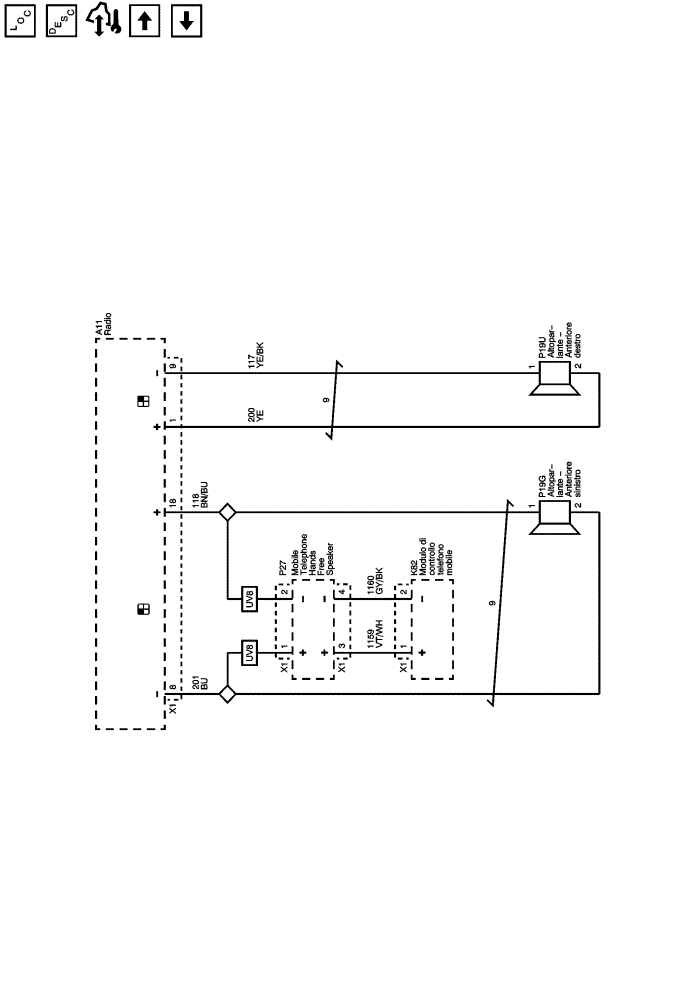 LOC
DESC
A11
Radio
9
1
18
8
X1
117
YE/BK
200
YE
118
BN/BU
201
BU
9
9
UV8
UV8
P27
Mobile
Telephone
Hands
Free
Speaker
2
1
X1
4
3
X1
1160
GY/BK
1159
VT/WH
K82
Modulo di
controllo
telefono
mobile
2
1
X1
P19U
Altopar-
lante -
Anteriore
destro
1
2
P19G
Altopar-
lante -
Anteriore
sinistro
1
2